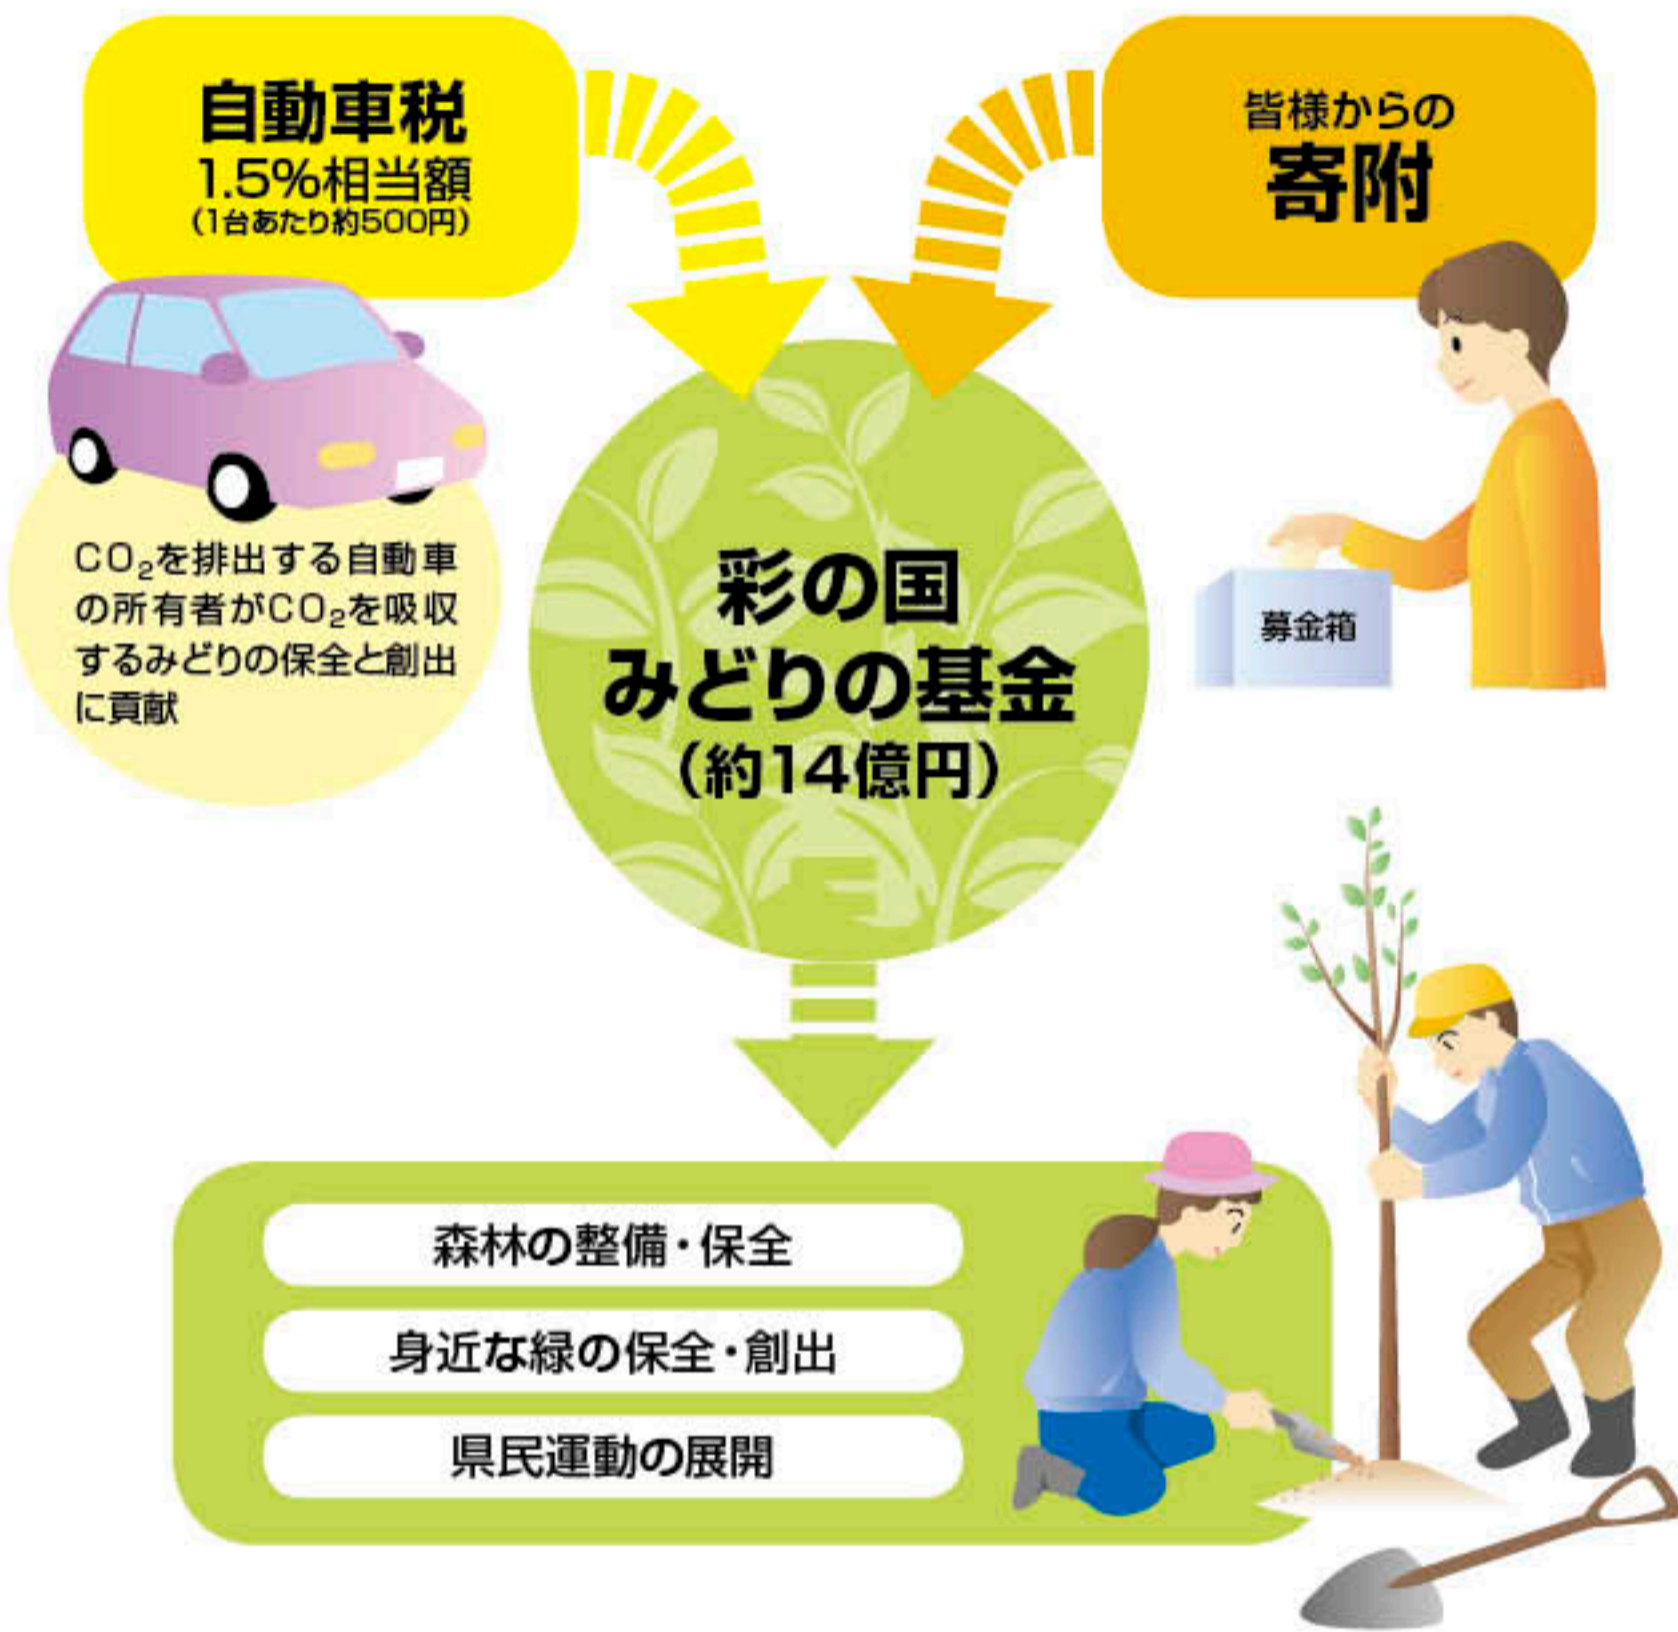 自動車税
1.5%相当額
(1台あたり約500円)
皆様からの
寄附
CO₂を排出する自動車
の所有者がCO₂を吸収
するみどりの保全と創出
に貢献
募金箱
彩の国
みどりの基金
(約14億円)
森林の整備・保全
身近な緑の保全・創出
県民運動の展開